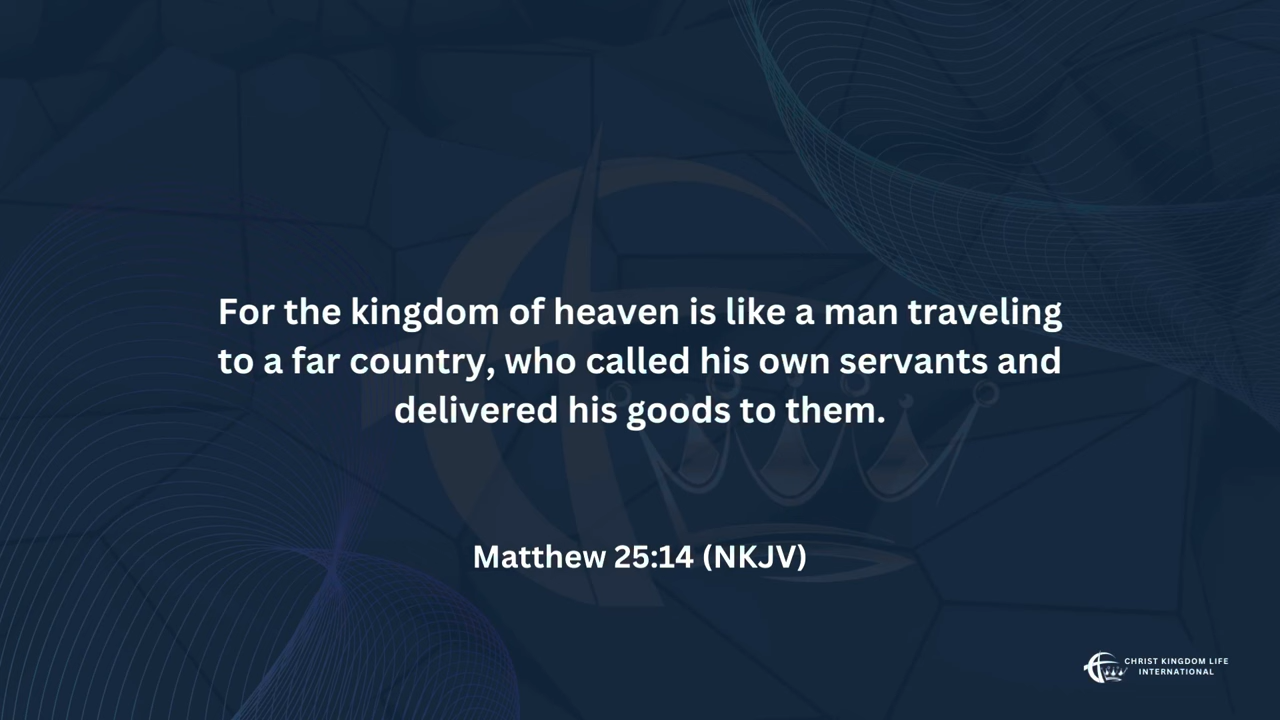 For the kingdom of heaven is like a man traveling
to a far country, who called his own servants and
delivered his goods to them.
Matthew 25:14 (NKJV)
CHRIST KINGDOM LIFE
INTERNATIONAL